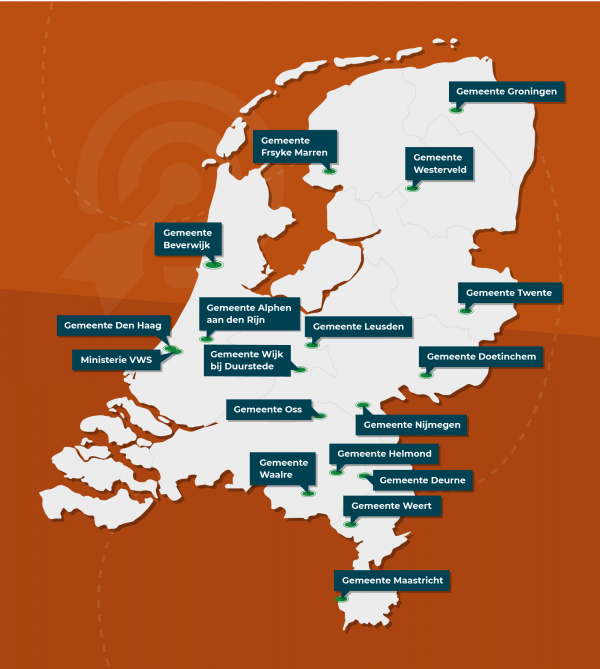 Gemeente Groningen
Gemeente
Frsyke Marren
Gemeente
Westerveld
Gemeente
Beverwijk
Gemeente Twente
Gemeente Alphen
aan den Rijn
Gemeente Den Haag
Gemeente Leusden
Ministerie VWS
Gemeente Wijk
bij Duurstede
Gemeente Doetinchem
Gemeente Oss
Gemeente Nijmegen
Gemeente Helmond
Gemeente
Waalre
Gemeente Deurne
Gemeente Weert
Gemeente Maastricht